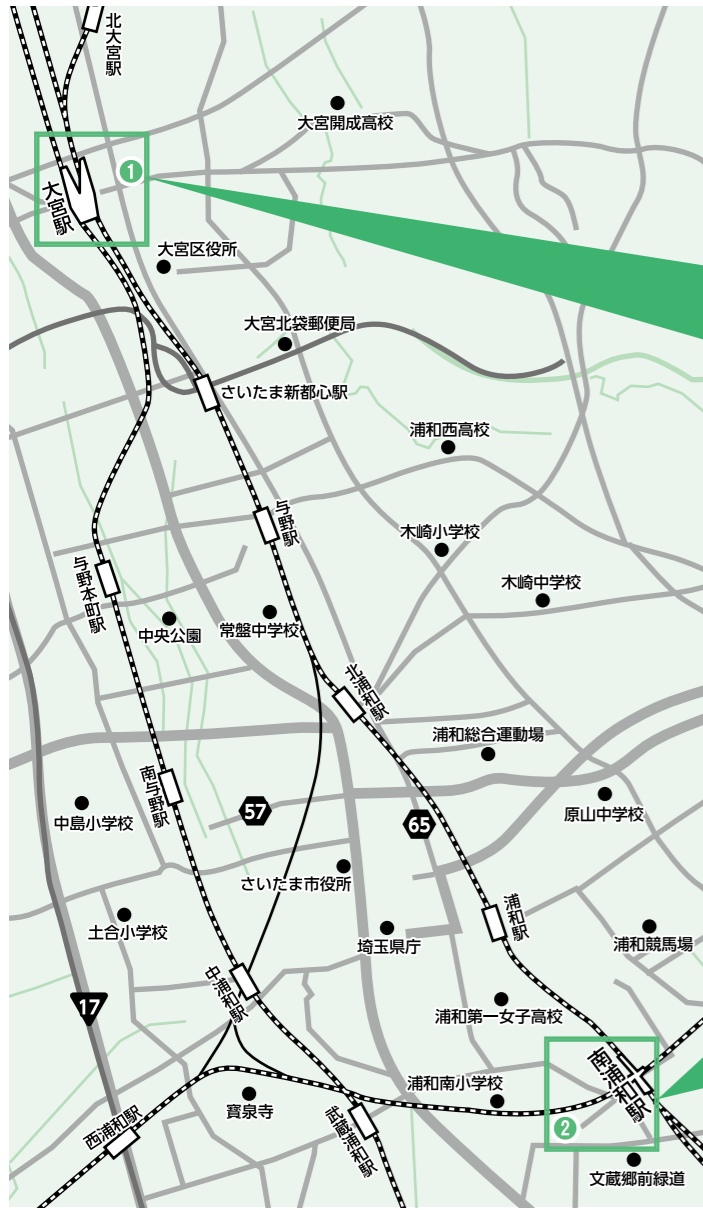 北大宮駅
大宮開成高校
1
大宮駅
大宮区役所
大宮北袋郵便局
さいたま新都心駅
浦和西高校
与野駅
木崎小学校
与野本町駅
木崎中学校
中央公園
常盤中学校
北浦和駅
浦和総合運動場
南与野駅
中島小学校
57
65
原山中学校
さいたま市役所
浦和駅
土合小学校
埼玉県庁
浦和競馬場
中浦和駅
17
浦和第一女子高校
南浦和駅
浦和南小学校
西浦和駅
寶泉寺
武蔵浦和駅
2
文蔵郷前緑道